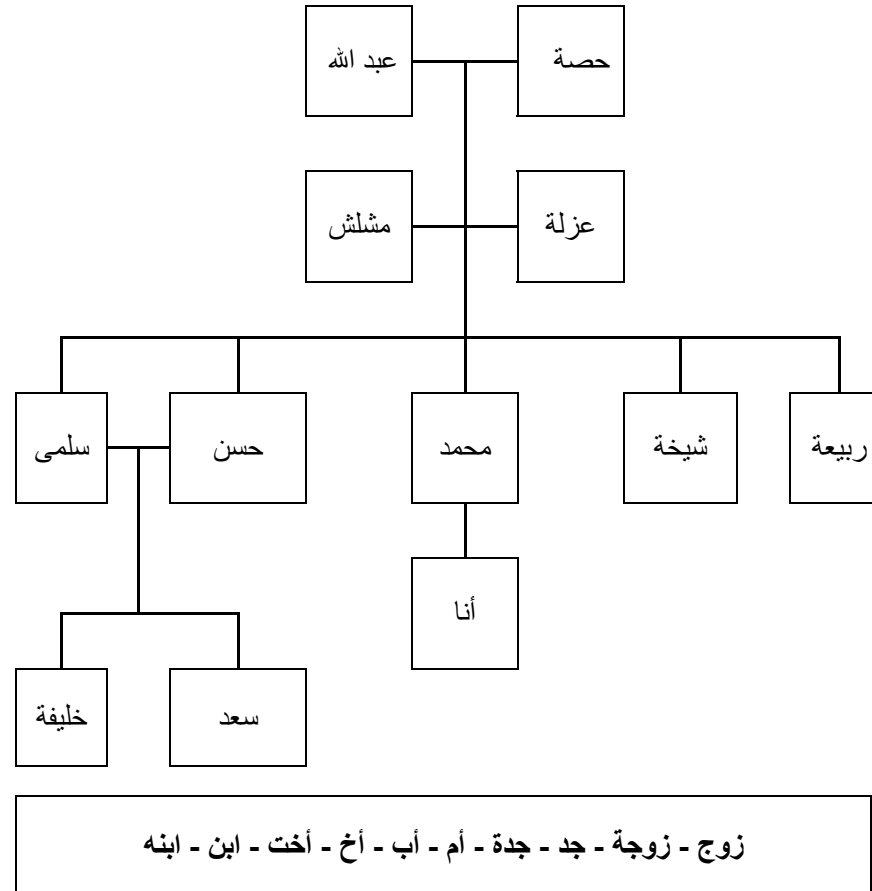 حصة
عبد الله
عزلة
مشلش
ربيعة
شيخة
محمد
حسن
سلمى
أنا
سعد
خليفة
زوج - زوجة - جد - جدة - أم - أب - أخ - أخت - ابن - ابنه